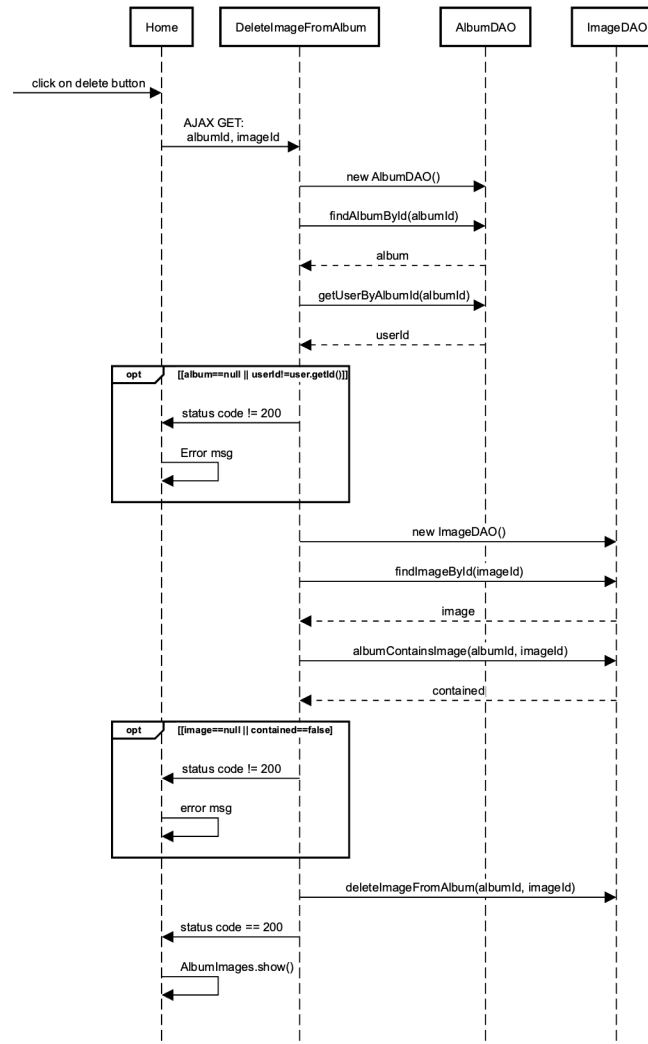 Home
DeleteImageFromAlbum
AlbumDAO
ImageDAO
click on delete button
AJAX GET:
albumId, imageId
new AlbumDAO()
findAlbumById(albumId)
album
getUserByAlbumId(albumId)
userId
opt
[[album==null || userId!=user.getId()]]
status code != 200
Error msg
new ImageDAO()
findImageById(imageId)
image
albumContainsImage(albumId, imageId)
contained
opt
[[image==null || contained==false]
status code != 200
error msg
deleteImageFromAlbum(albumId, imageId)
status code == 200
AlbumImages.show()